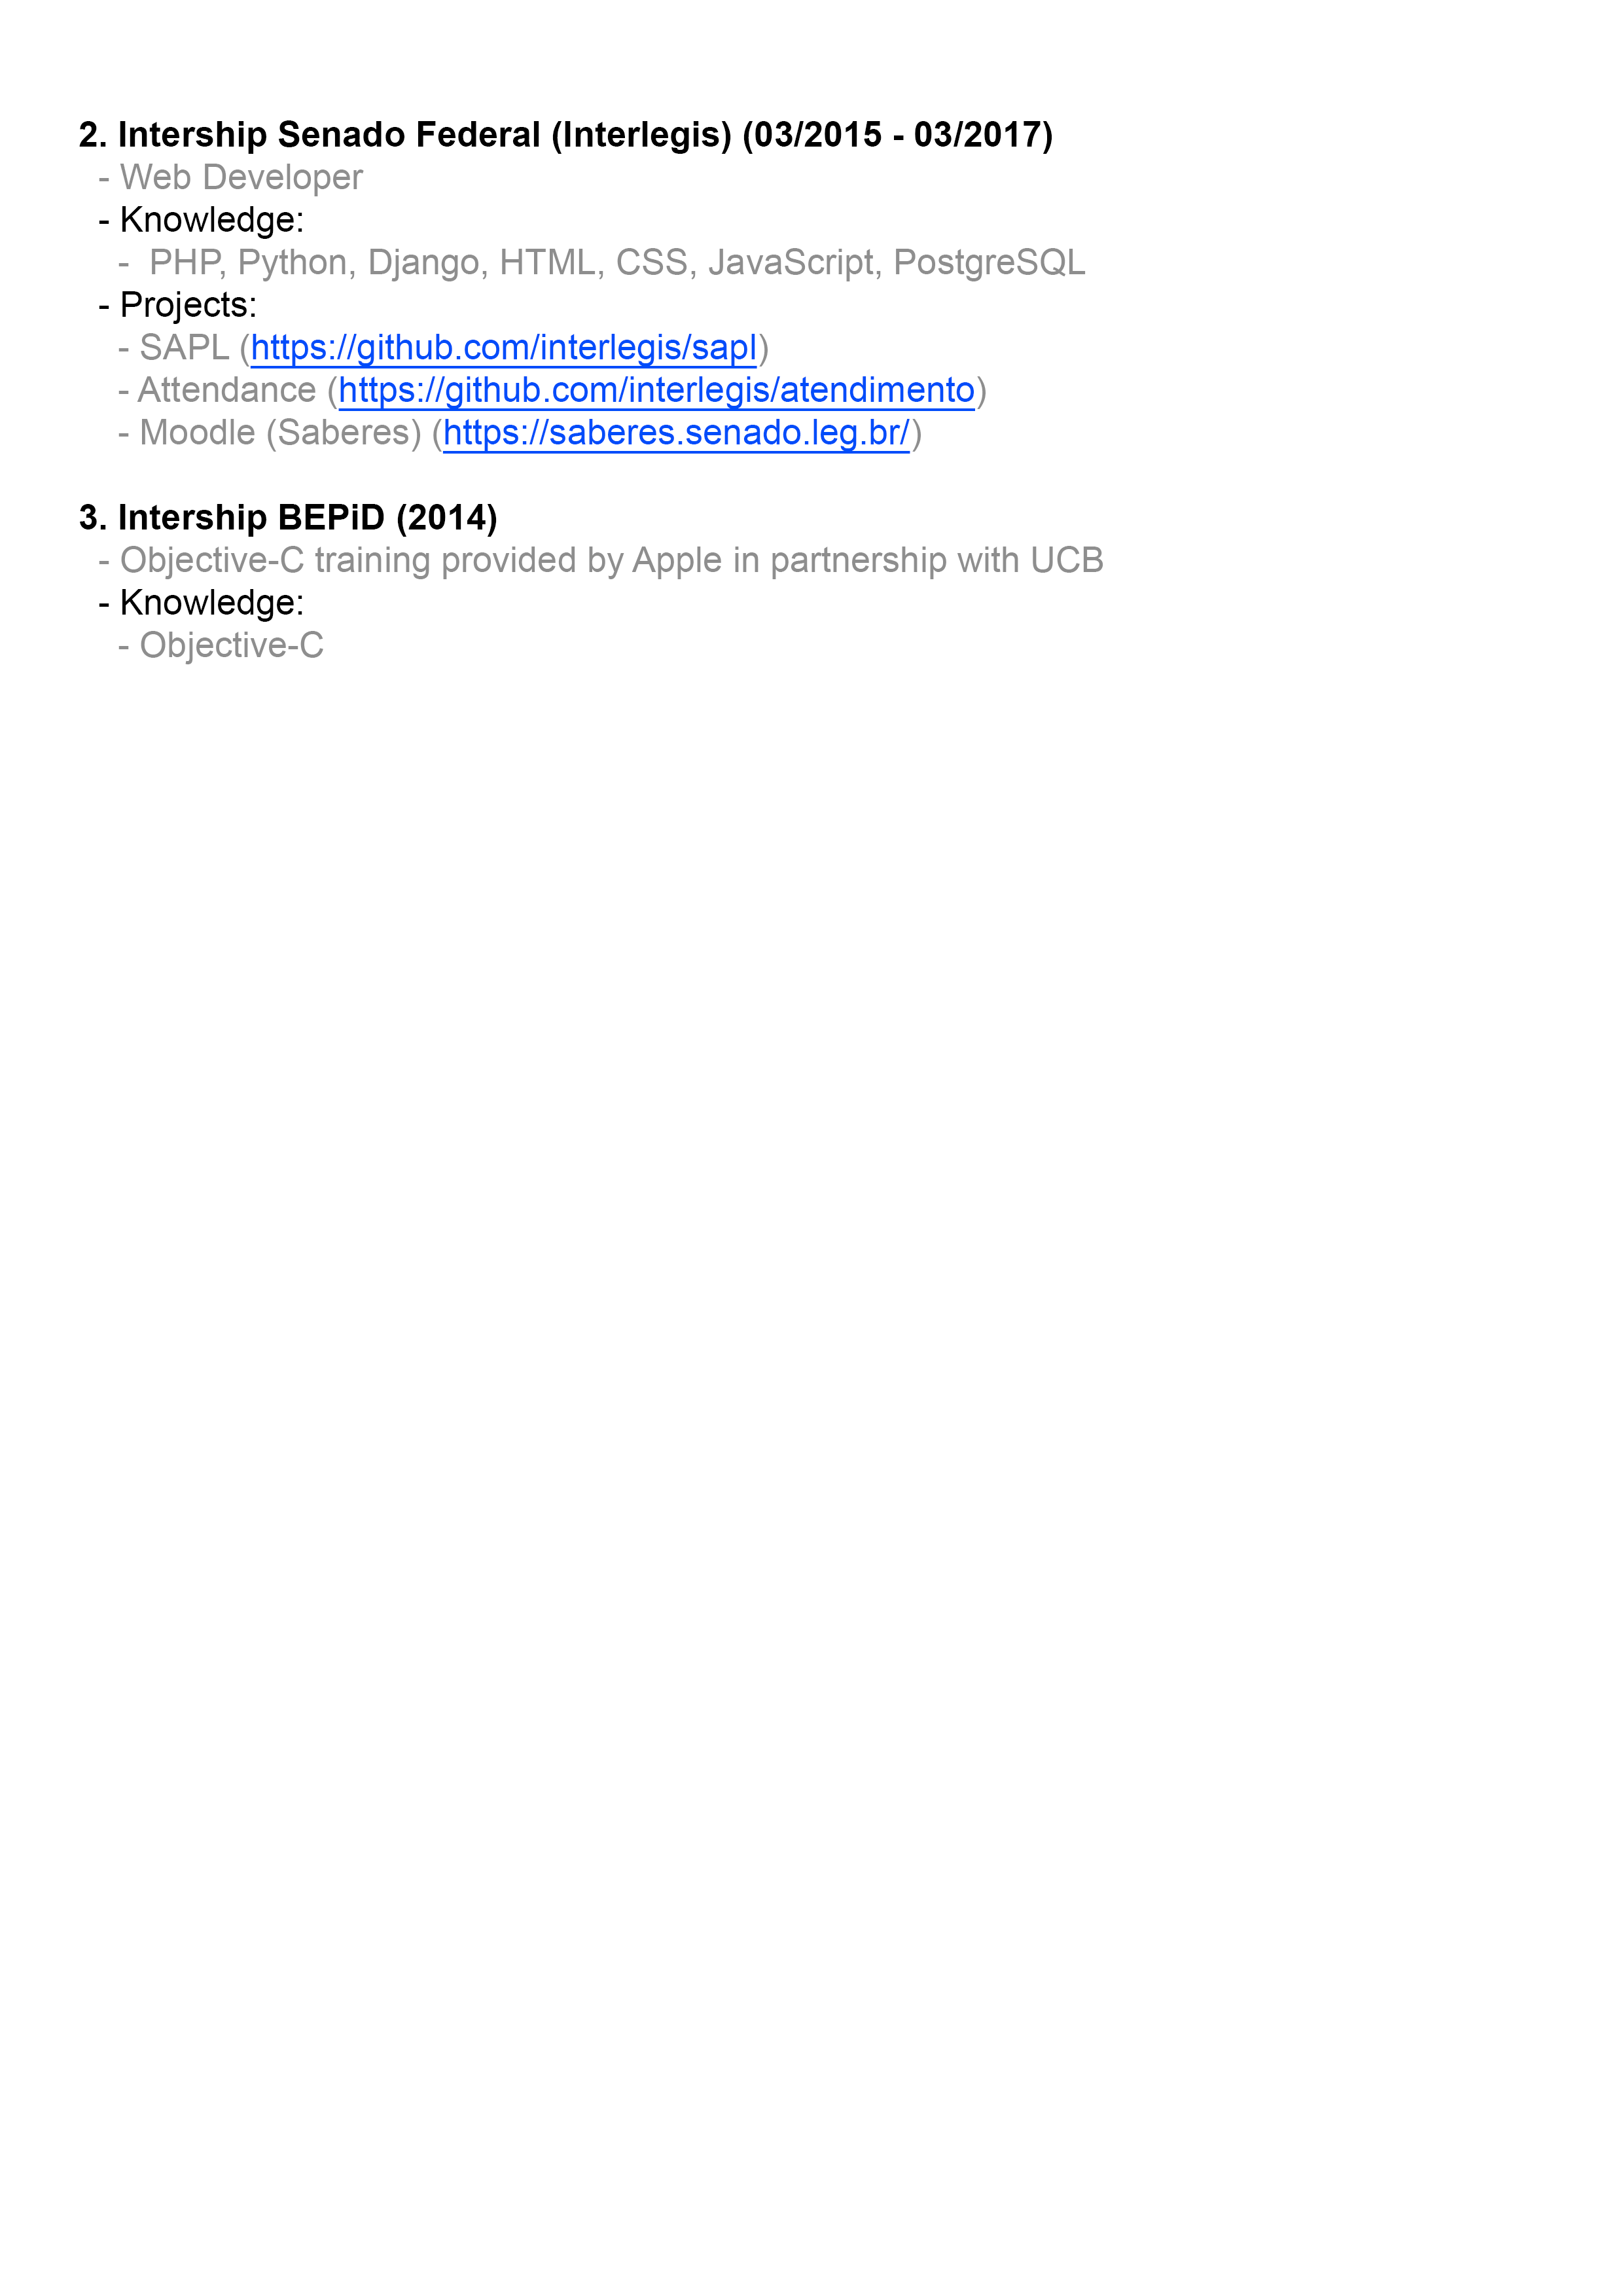 2. Intership Senado Federal (Interlegis) (03/2015 - 03/2017)
- Web Developer
- Knowledge:
- PHP, Python, Django, HTML, CSS, JavaScript, PostgreSQL
- Projects:
- SAPL (https://github.com/interlegis/sapl)
- Attendance (https://github.com/interlegis/atendimento)
- Moodle (Saberes) (https://saberes.senado.leg.br/)
3. Intership BEPiD (2014)
- Objective-C training provided by Apple in partnership with UCB
- Knowledge:
- Objective-C